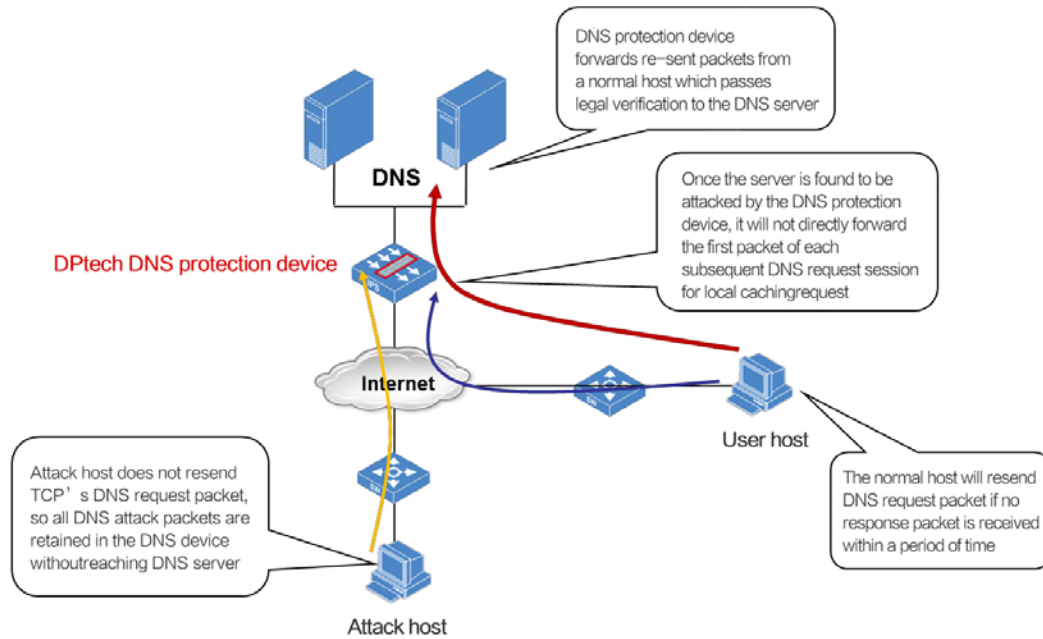 DNS protection device
forwards re-sent packets from
a normal host which passes
legal verification to the DNS server
DNS
Once the server is found to be
attacked by the DNS protection
device, it will not directly forward
the first packet of each
subsequent DNS request session
for local cachingrequest
DPtech DNS protection device
IPS
Internet
SW
User host
Attack host does not resend
TCP's DNS request packet,
so all DNS attack packets are
retained in the DNS device
withoutreaching DNS server
SW
The normal host will resend
DNS request packet if no
response packet is received
within a period of time
Attack host